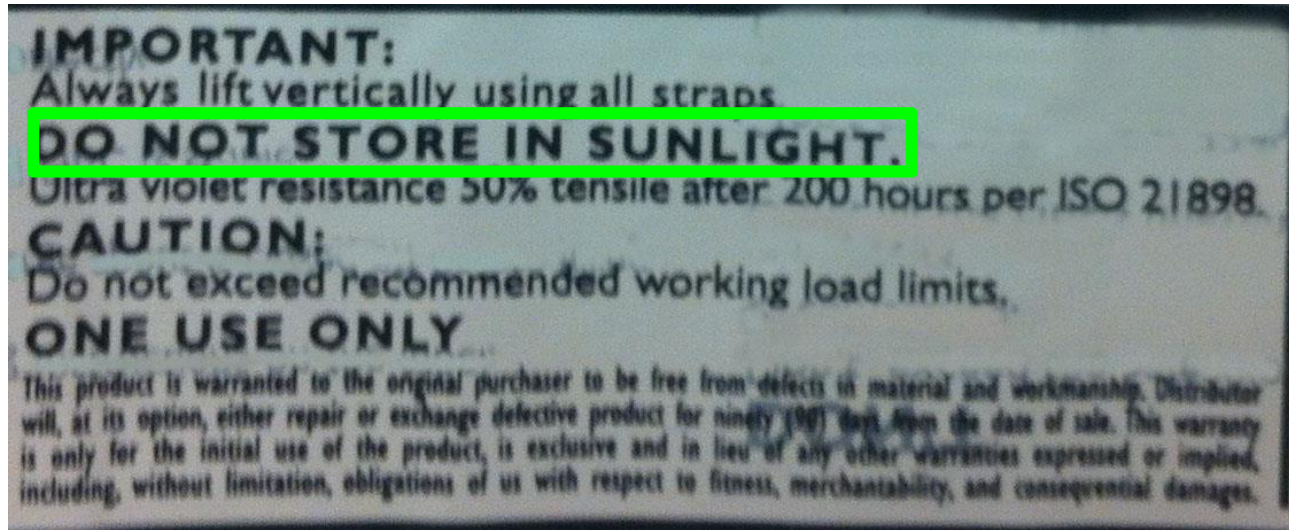 IMPORTANT:
Always lift vertically using all straps.
DO NOT STORE IN SUNLIGHT.
Ultra violet resistance 50% tensile after 200 hours per ISO 21898.
CAUTION:
Do not exceed recommended working load limits.
ONE USE ONLY
This product is warranted to the original purchaser to be free from defects in material and workmanship. Distributor
will, at its option, either repair or exchange defective product for ninety (90) days from the date of sale. This warranty
is only for the initial use of the product, is exclusive and in lieu of any other warranties expressed or implied,
including, without limitation, obligations of us with respect to fitness, merchantability, and consequential damages.